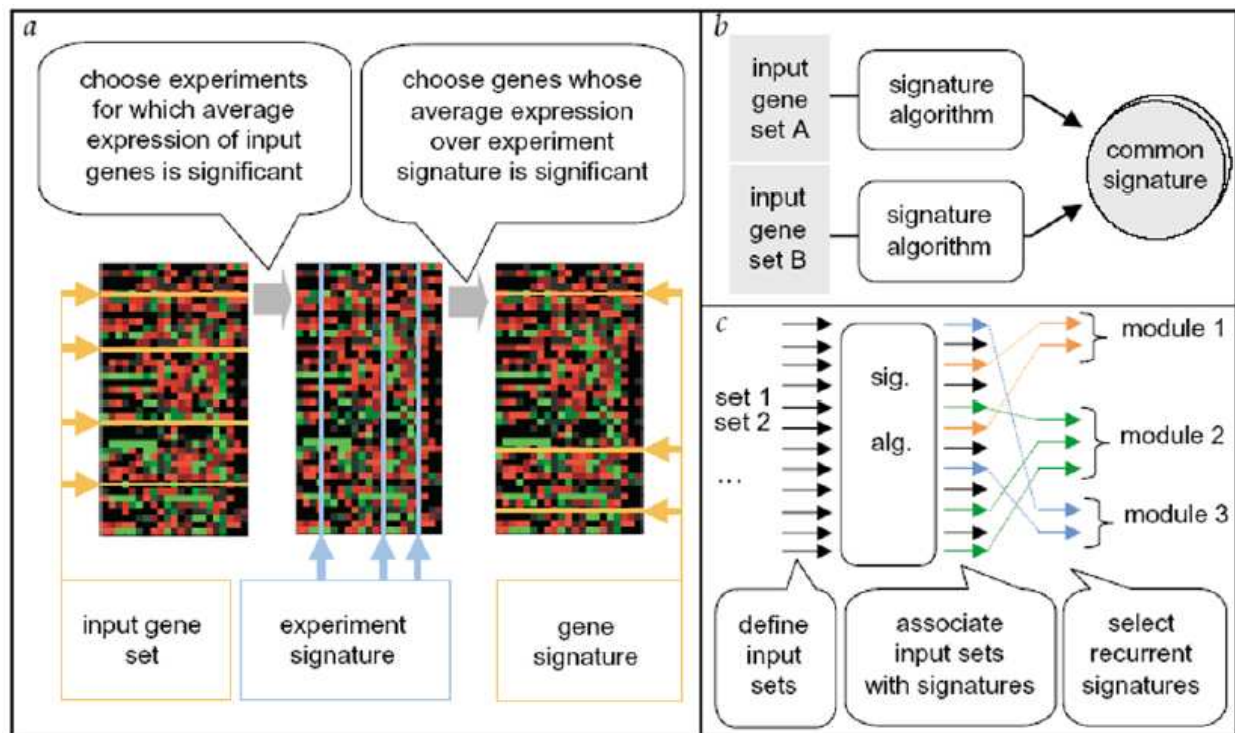 a
choose experiments
for which average
expression of input
genes is significant
choose genes whose
average expression
over experiment
signature is significant
input gene
set
experiment
signature
gene
signature
b
input
gene
set A
signature
algorithm
input
gene
set B
signature
algorithm
common
signature
c
set 1
set 2
...
sig.
alg.
module 1
module 2
module 3
define
input
sets
associate
input sets
with signatures
select
recurrent
signatures